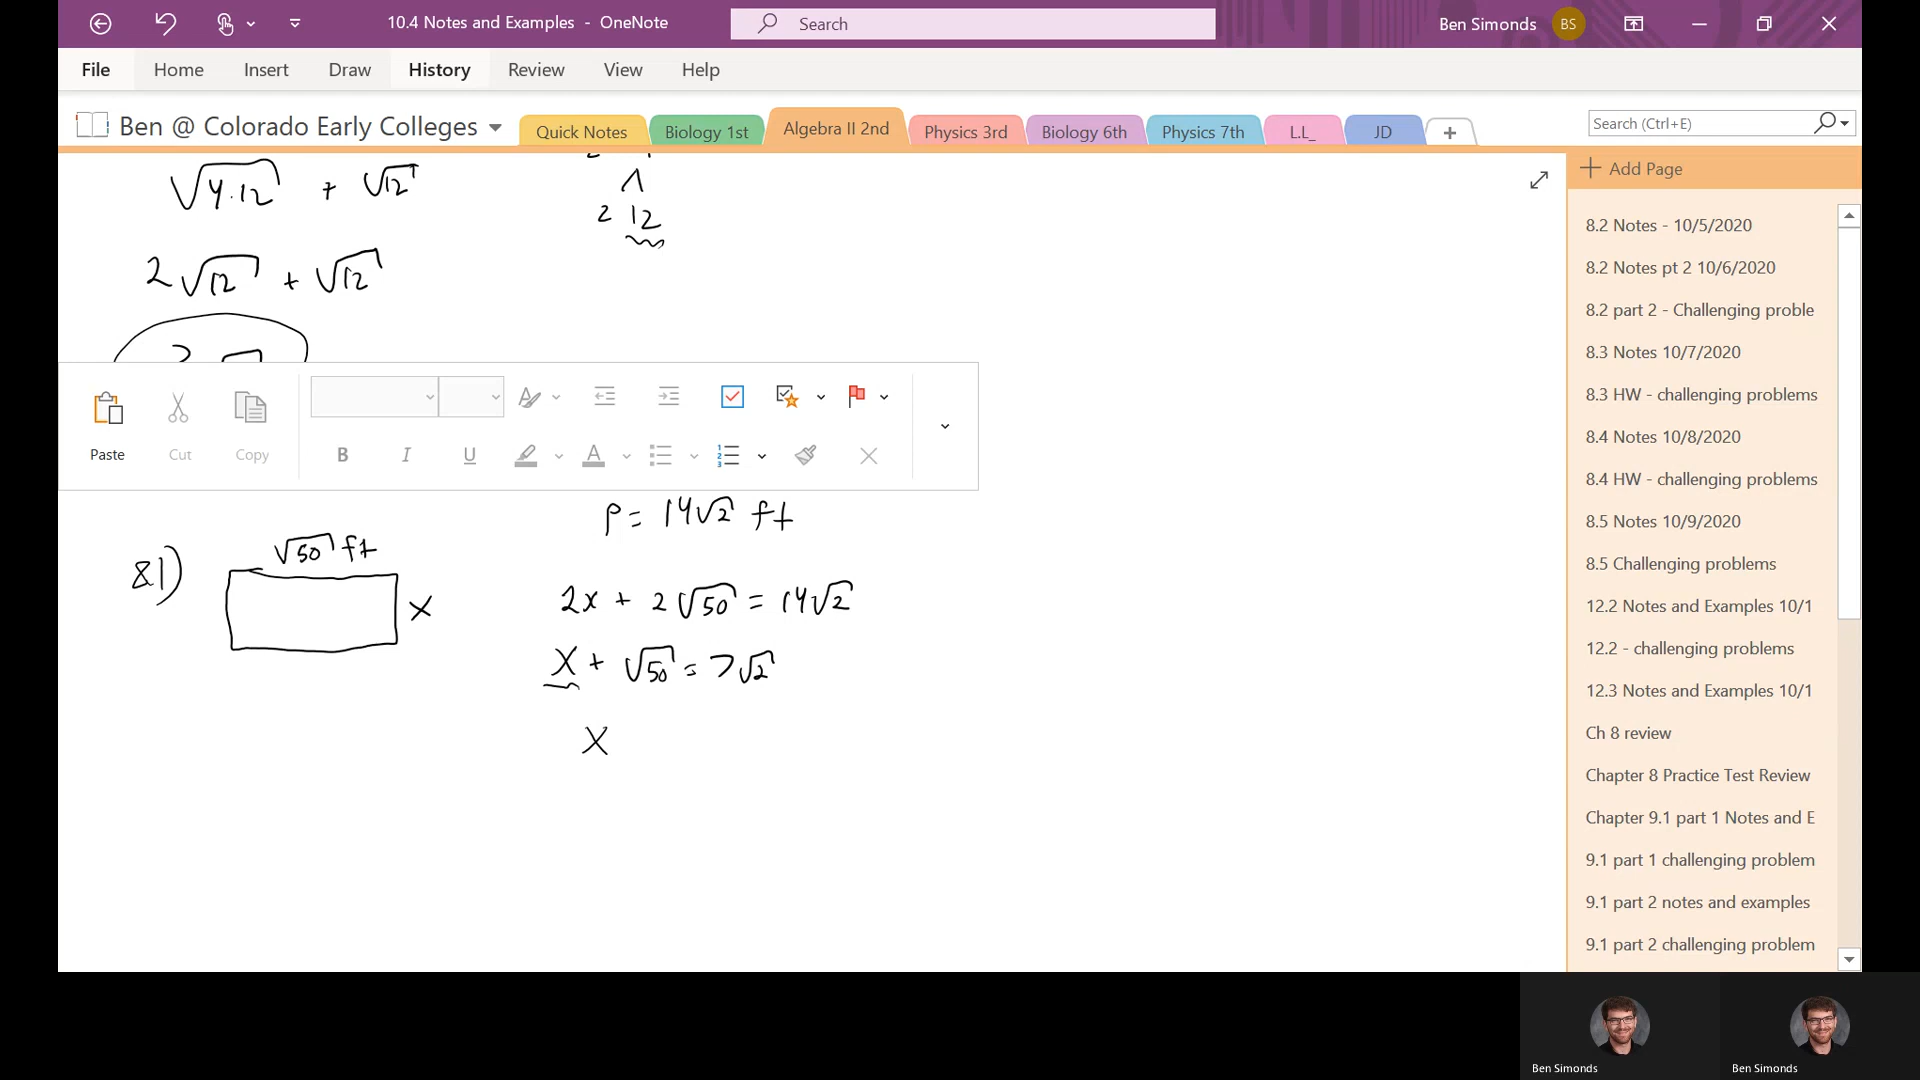 10.4 Notes and Examples - OneNote
Search
Ben Simonds BS
File Home Insert Draw History Review View Help
Ben @ Colorado Early Colleges
Quick Notes Biology 1st Algebra II 2nd Physics 3rd Biology 6th Physics 7th L.L_ JD
Search (Ctrl+E)
√4·12 + √12
2 12
2√12 + √12
Paste Cut Copy
B I U A
P = 14√2 ft
81) √50 ft
X
2x + 2√50 = 14√2
X + √50 = 7√2
X
Add Page
8.2 Notes - 10/5/2020
8.2 Notes pt 2 10/6/2020
8.2 part 2 - Challenging proble
8.3 Notes 10/7/2020
8.3 HW - challenging problems
8.4 Notes 10/8/2020
8.4 HW - challenging problems
8.5 Notes 10/9/2020
8.5 Challenging problems
12.2 Notes and Examples 10/1
12.2 - challenging problems
12.3 Notes and Examples 10/1
Ch 8 review
Chapter 8 Practice Test Review
Chapter 9.1 part 1 Notes and E
9.1 part 1 challenging problem
9.1 part 2 notes and examples
9.1 part 2 challenging problem
Ben Simonds
Ben Simonds